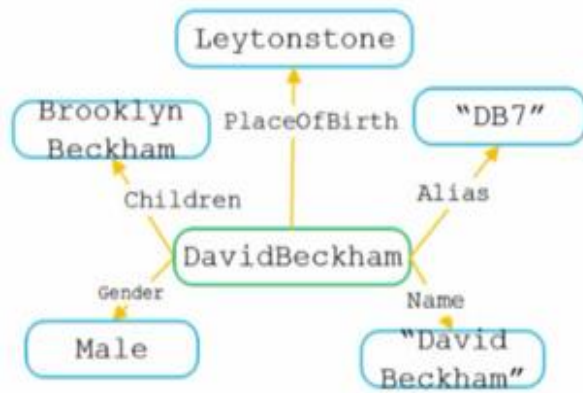 Leytonstone
Brooklyn
Beckham
PlaceOfBirth
“DB7”
Children
Alias
DavidBeckham
Gender
Name
Male
“David
Beckham”